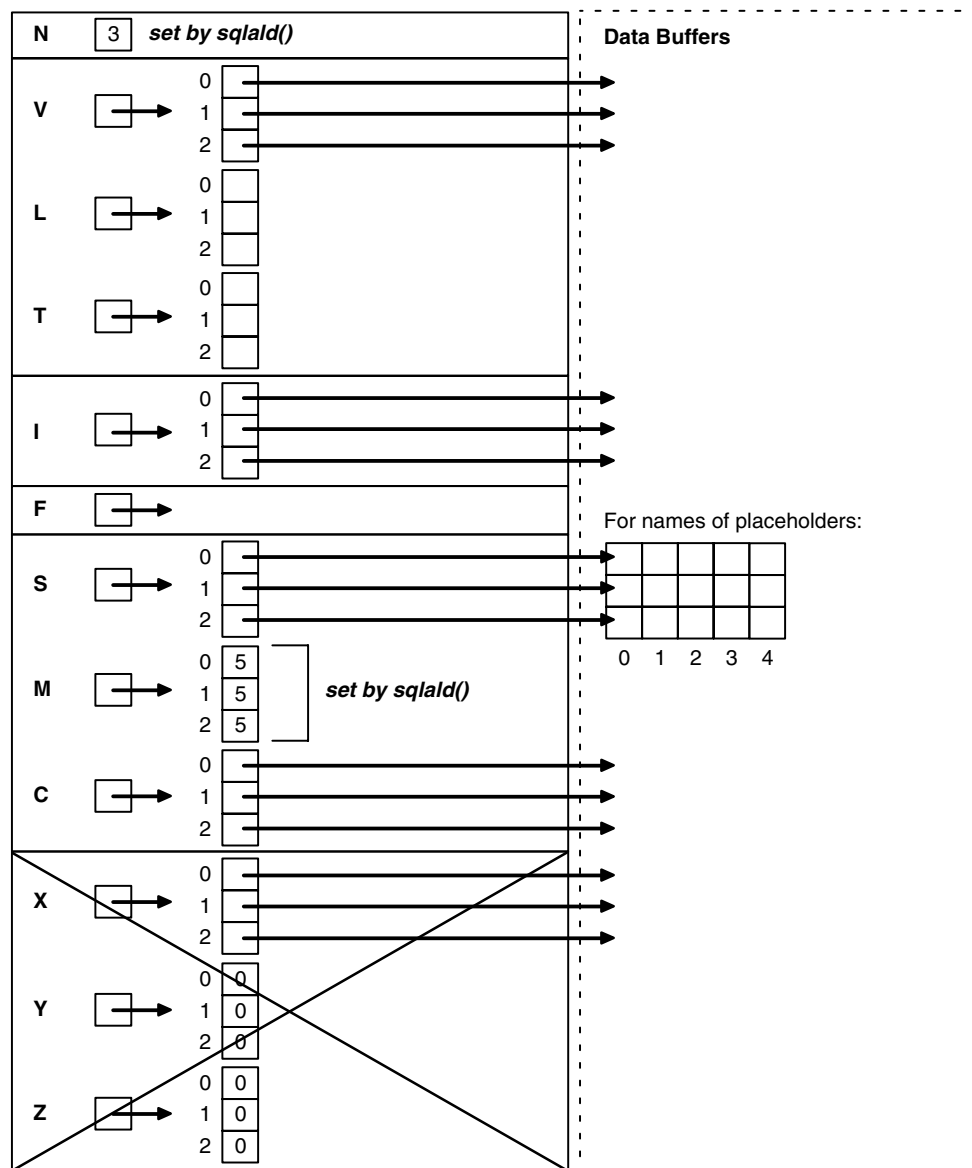 N 3 set by sqlald()
Data Buffers
0
V 1
2
0
L 1
2
0
T 1
2
0
I 1
2
F
For names of placeholders:
0
S 1
2
0 1 2 3 4
0 5
M 1 5 set by sqlald()
2 5
0
C 1
2
0
X 1
2
0 0
Y 1 0
2 0
0 0
Z 1 0
2 0